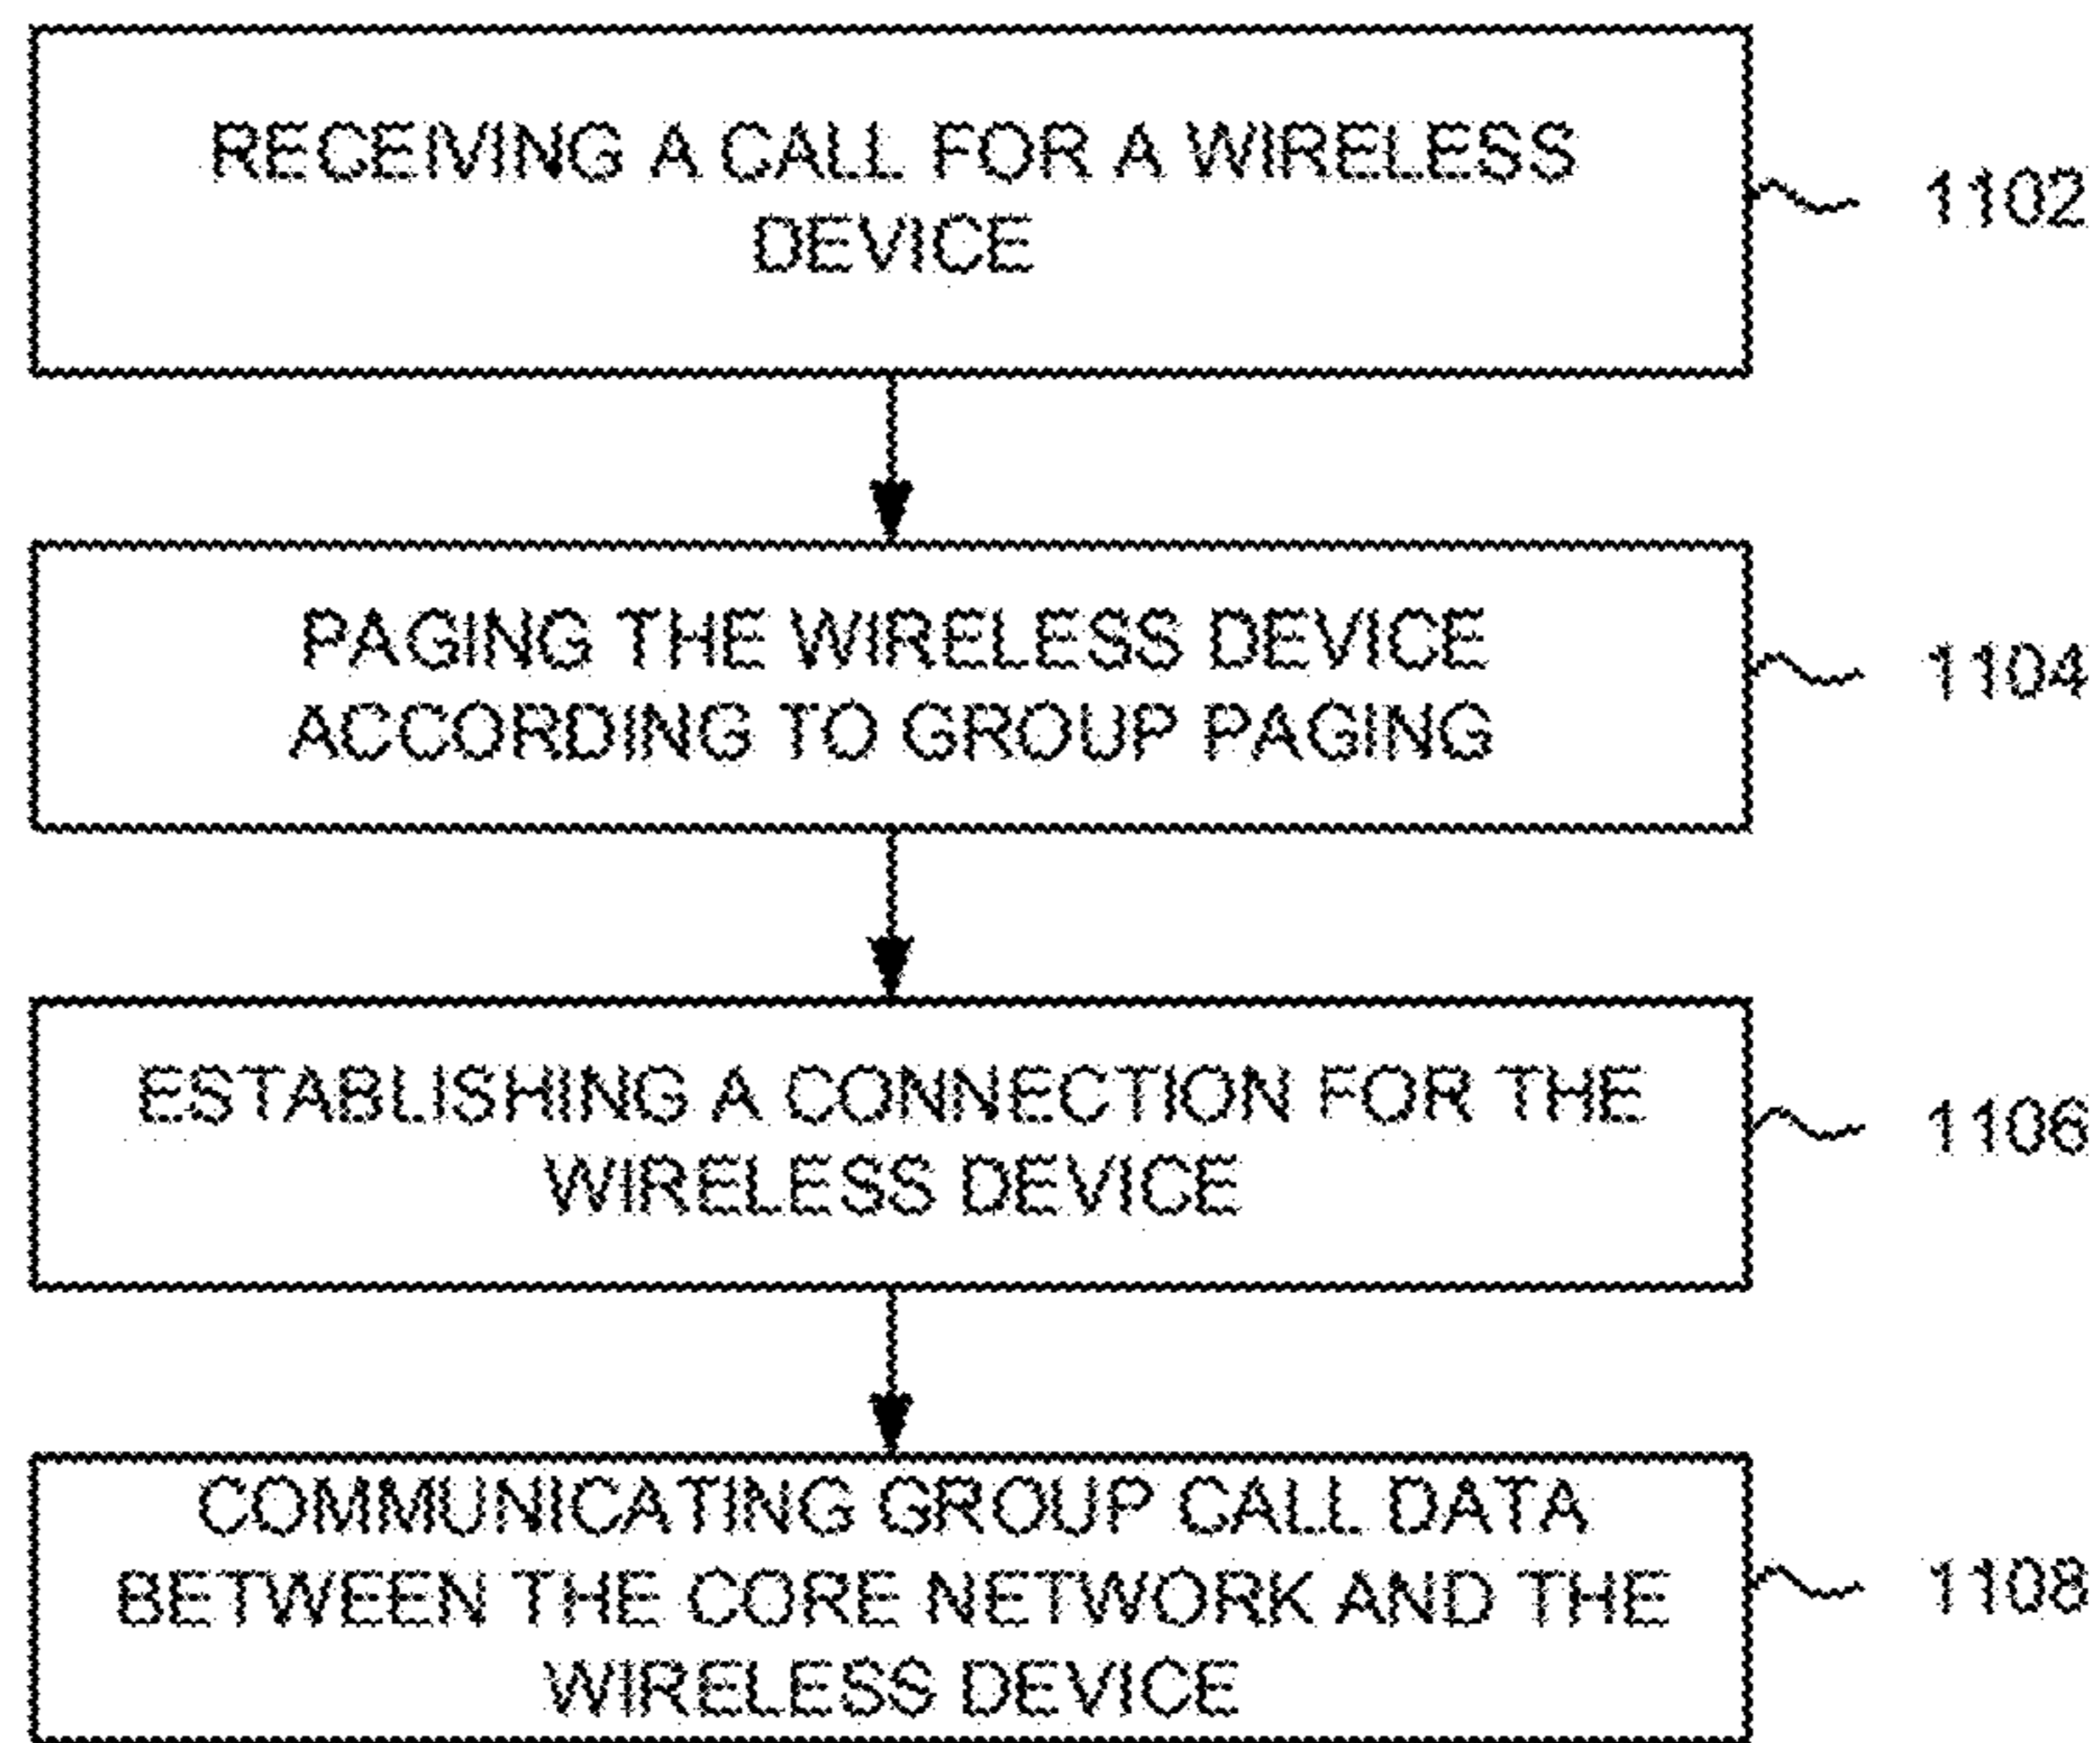 RECEIVING A CALL FOR A WIRELESS
DEVICE
1102
PAGING THE WIRELESS DEVICE
ACCORDING TO GROUP PAGING
1104
ESTABLISHING A CONNECTION FOR THE
WIRELESS DEVICE
1106
COMMUNICATING GROUP CALL DATA
BETWEEN THE CORE NETWORK AND THE
WIRELESS DEVICE
1108